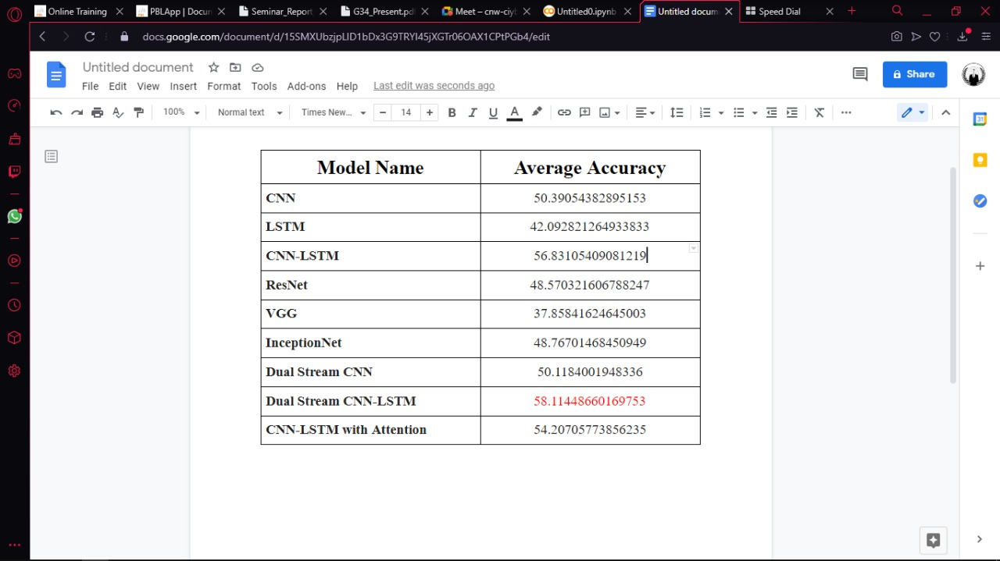 Online Training
PBLApp | Docun
Seminar_Report
G34_Present.pd
Meet – cnw-ciyt
Untitled0.ipynb
Untitled docum
Speed Dial
docs.google.com/document/d/15SMXUbzjpLID1bDx3G9TRYl45jXGTr06OAX1CPtPGb4/edit
Untitled document
File Edit View Insert Format Tools Add-ons Help Last edit was seconds ago
Share
100% Normal text Times New... 14 B I U A
31
Model Name Average Accuracy
CNN 50.39054382895153
LSTM 42.092821264933833
CNN-LSTM 56.83105409081219
ResNet 48.570321606788247
VGG 37.85841624645003
InceptionNet 48.76701468450949
Dual Stream CNN 50.1184001948336
Dual Stream CNN-LSTM 58.11448660169753
CNN-LSTM with Attention 54.20705773856235